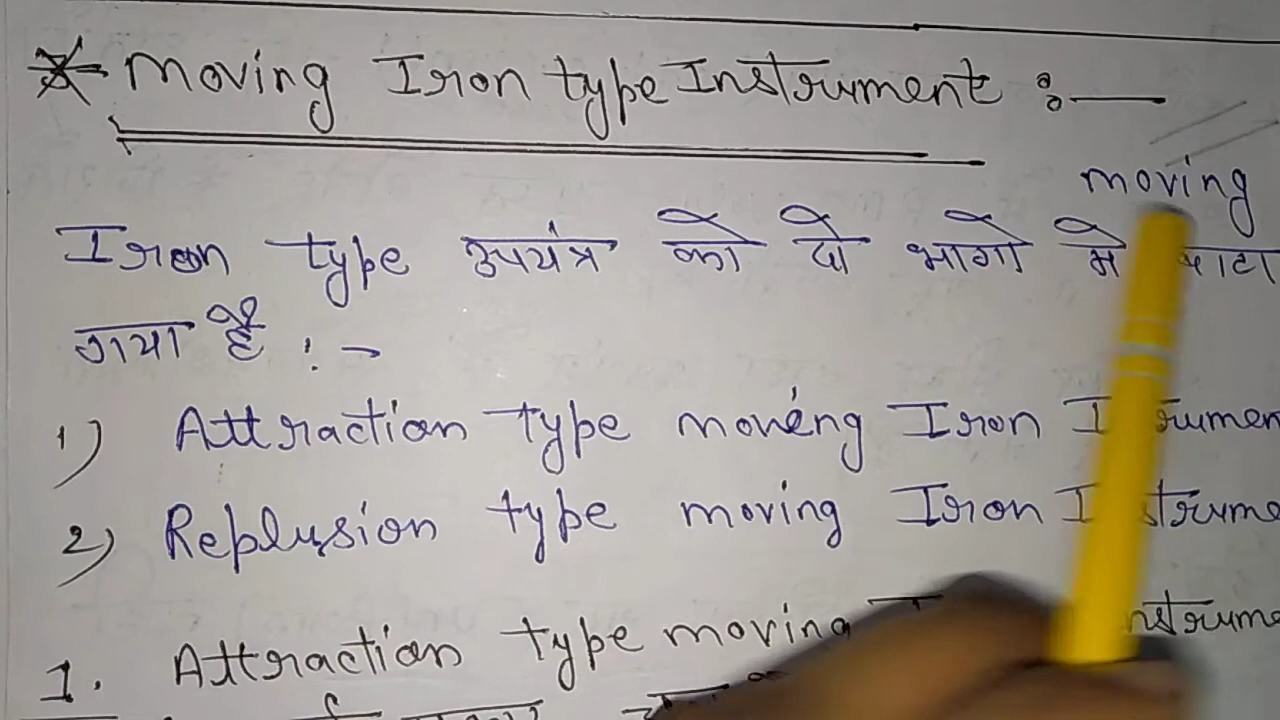 * Moving Iron type Instrument :—
moving
Iron type उपयंत्र को दो भागो मे
गया है :-
1) Attraction type moving Iron
2) Replusion type moving Iron
1. Attraction type moving